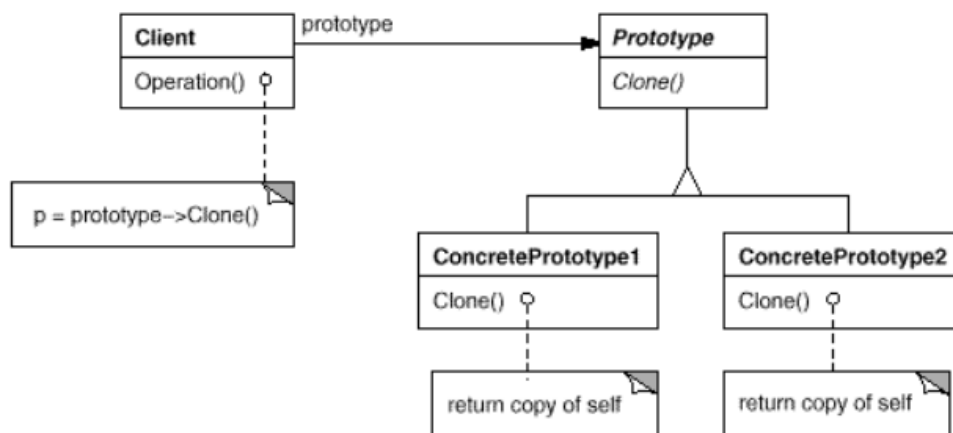 Client
prototype
Prototype
Operation()
Clone()
p = prototype->Clone()
ConcretePrototype1
ConcretePrototype2
Clone()
Clone()
return copy of self
return copy of self